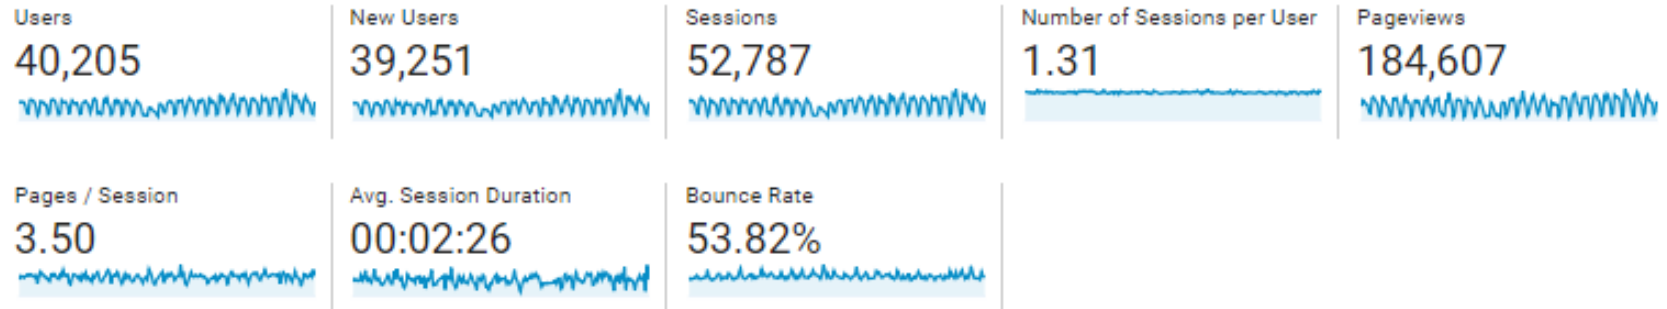 Users
40,205
New Users
39,251
Sessions
52,787
Number of Sessions per User
1.31
Pageviews
184,607
Pages / Session
3.50
Avg. Session Duration
00:02:26
Bounce Rate
53.82%